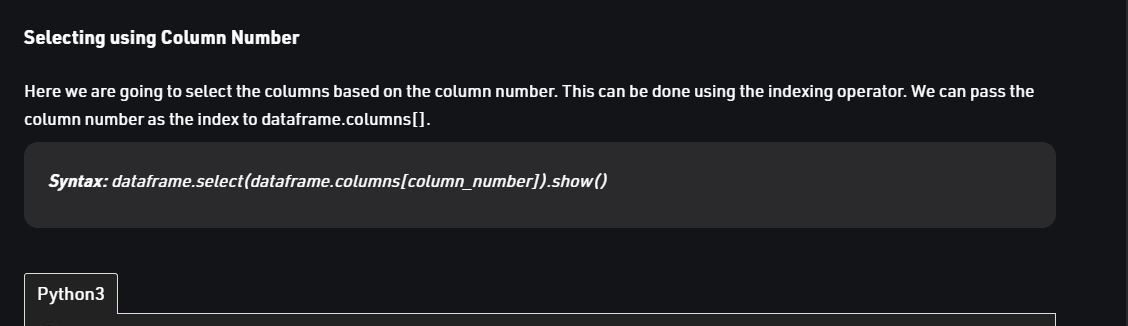 Selecting using Column Number
Here we are going to select the columns based on the column number. This can be done using the indexing operator. We can pass the
column number as the index to dataframe.columns[].
Syntax: dataframe.select(dataframe.columns[column_number]).show()
Python3